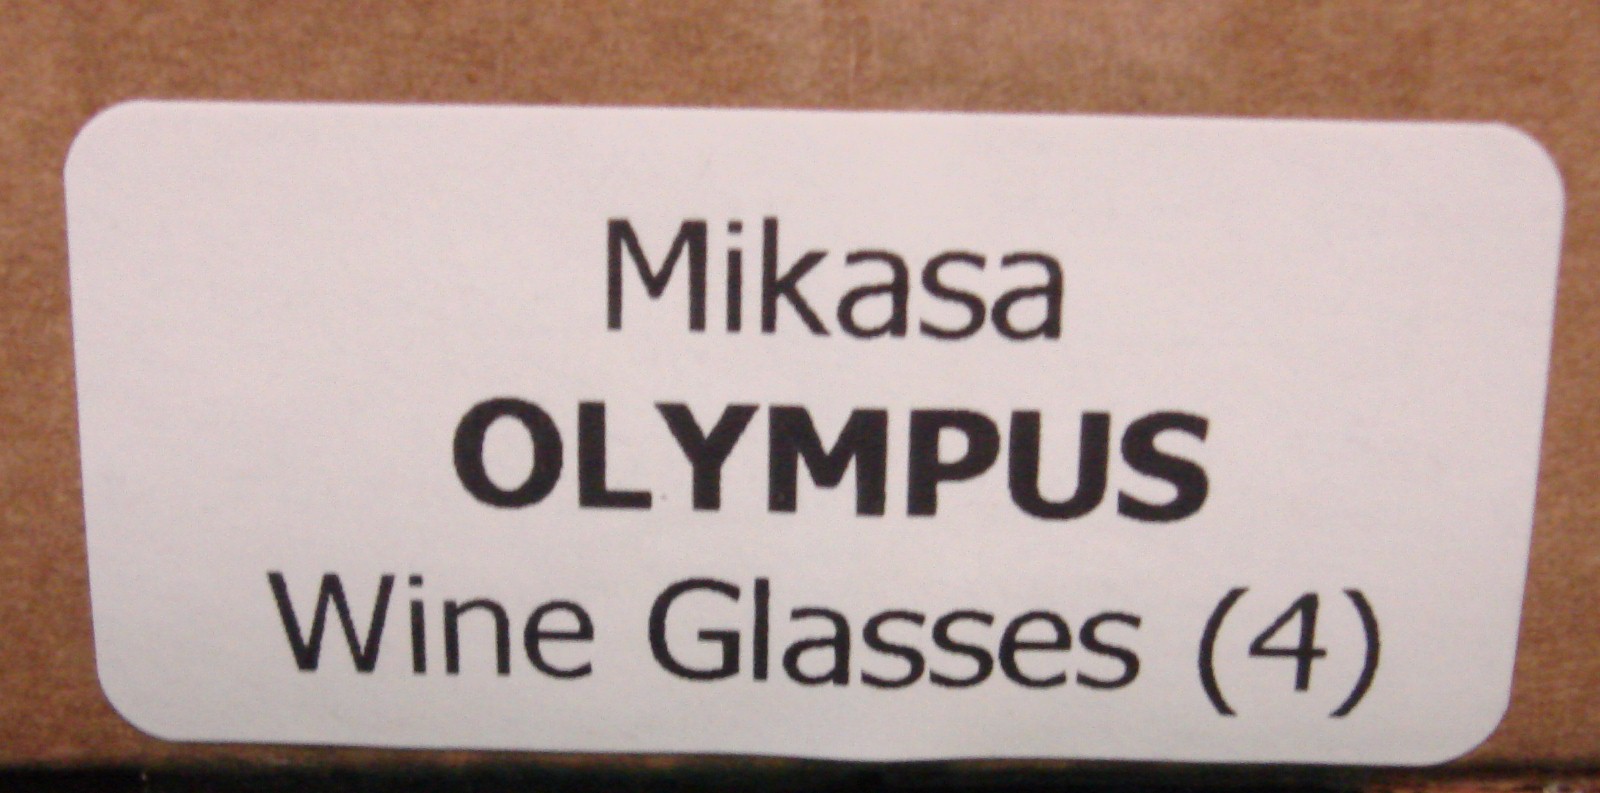 Mikasa
OLYMPUS
Wine Glasses (4)